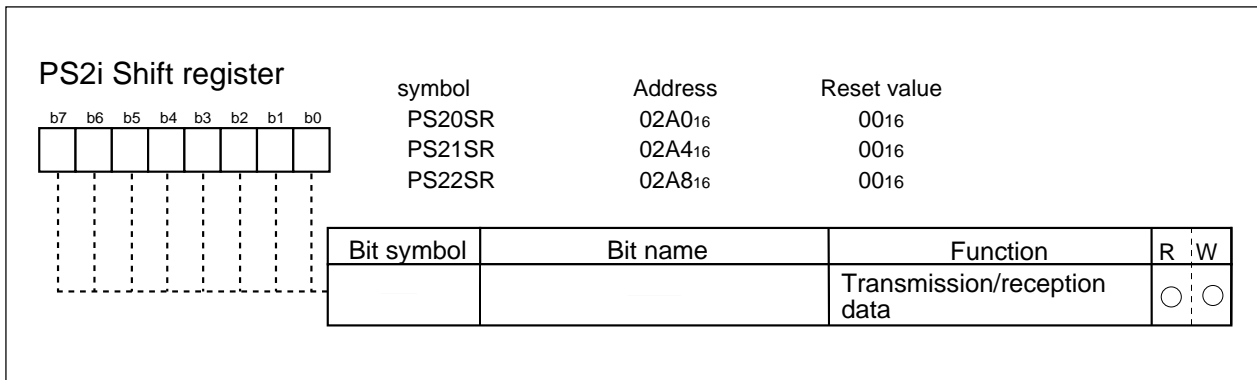 PS2i Shift register
symbol Address Reset value
b7 b6 b5 b4 b3 b2 b1 b0
PS20SR 02A016 0016
PS21SR 02A416 0016
PS22SR 02A816 0016
Bit symbol Bit name Function R W
Transmission/reception
data